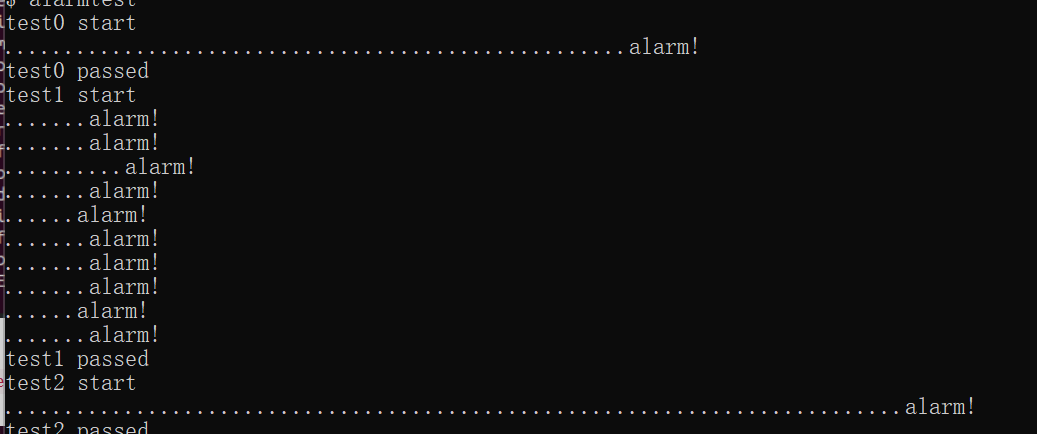 $ alarmtest
test0 start
....................................................alarm!
test0 passed
test1 start
.......alarm!
.......alarm!
..........alarm!
.......alarm!
......alarm!
.......alarm!
.......alarm!
.......alarm!
......alarm!
.......alarm!
test1 passed
test2 start
...........................................................................alarm!
test2 passed